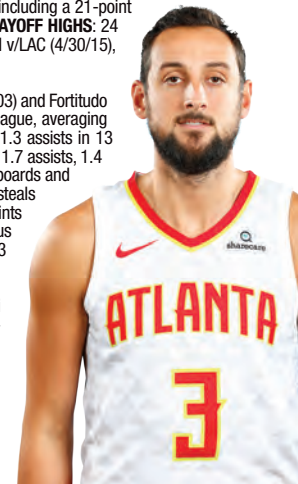 including a 21-point
AYOFF HIGHS: 24
v/LAC (4/30/15),
03) and Fortitudo
eague, averaging
1.3 assists in 13
1.7 assists, 1.4
boards and
steals
ints
us
3
sharecare
ATLANTA
3